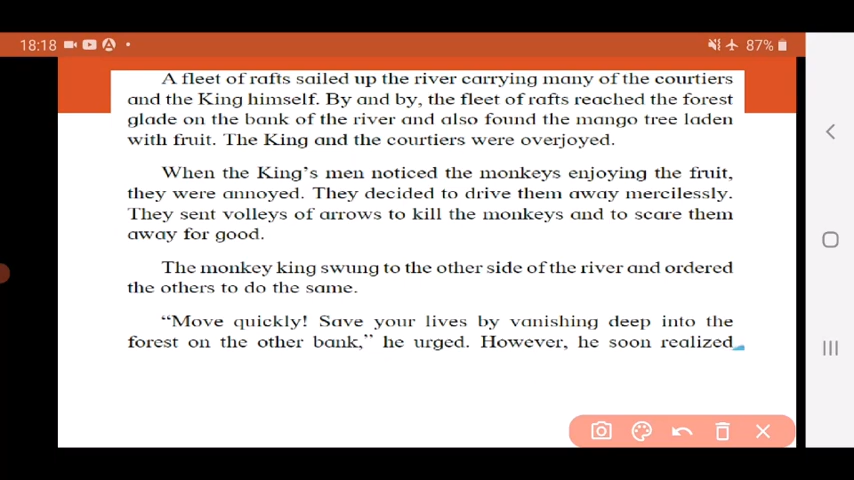 18:18
87%
A fleet of rafts sailed up the river carrying many of the courtiers
and the King himself. By and by, the fleet of rafts reached the forest
glade on the bank of the river and also found the mango tree laden
with fruit. The King and the courtiers were overjoyed.
When the King's men noticed the monkeys enjoying the fruit,
they were annoyed. They decided to drive them away mercilessly.
They sent volleys of arrows to kill the monkeys and to scare them
away for good.
The monkey king swung to the other side of the river and ordered
the others to do the same.
“Move quickly! Save your lives by vanishing deep into the
forest on the other bank,” he urged. However, he soon realized